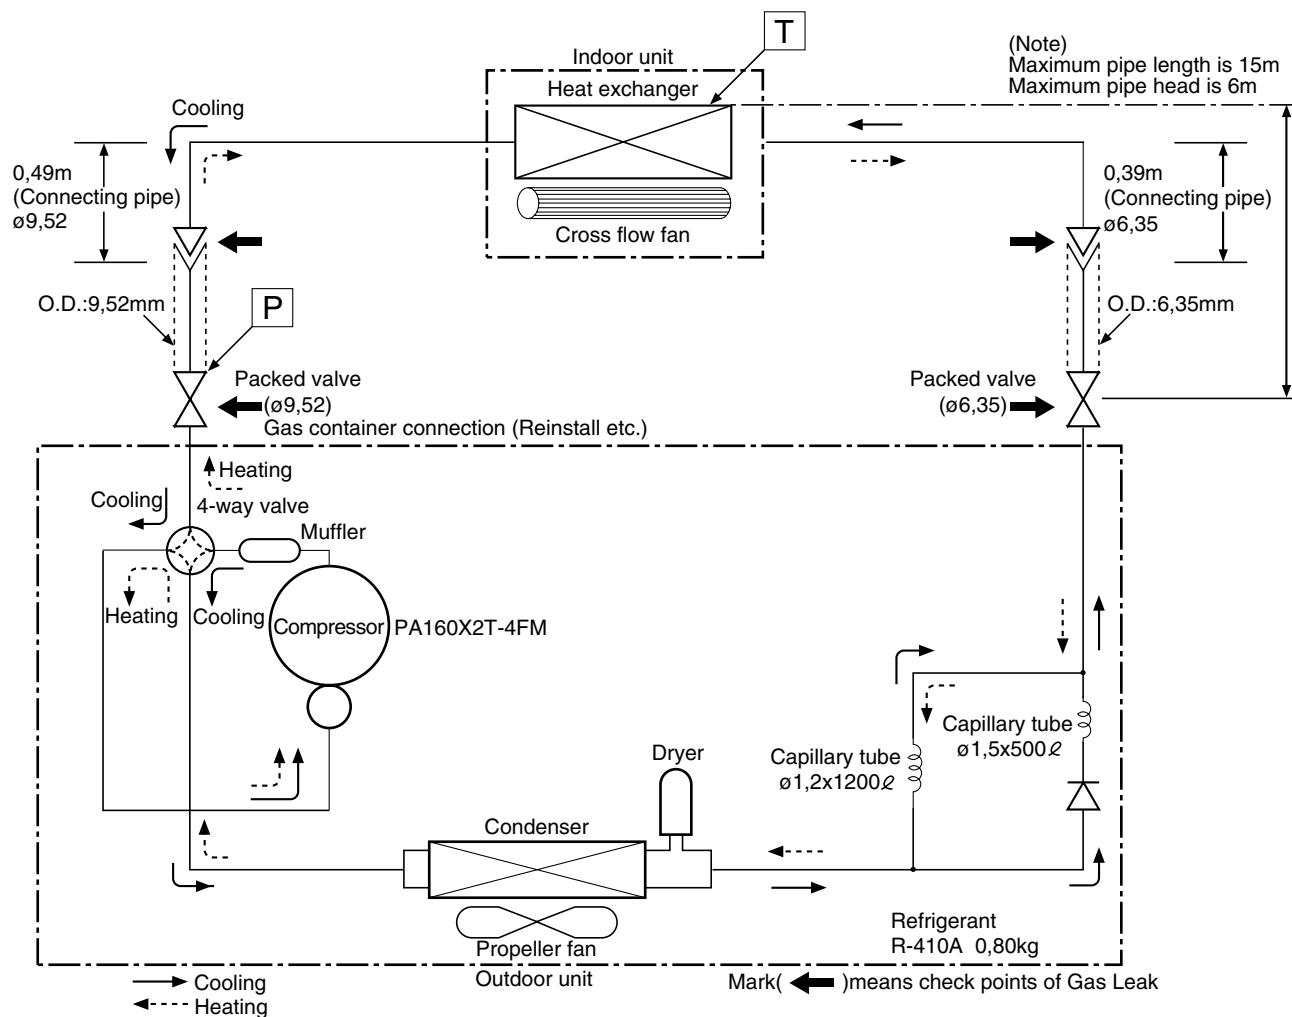 T
(Note)
Maximum pipe length is 15m
Maximum pipe head is 6m
Indoor unit
Heat exchanger
Cooling
0,49m
(Connecting pipe)
ø9,52
0,39m
(Connecting pipe)
ø6,35
Cross flow fan
O.D.:9,52mm
P
O.D.:6,35mm
Packed valve
(ø9,52)
Gas container connection (Reinstall etc.)
Packed valve
(ø6,35)
Heating
Cooling
4-way valve
Muffler
Heating
Cooling
Compressor
PA160X2T-4FM
Capillary tube
ø1,5x500ℓ
Capillary tube
ø1,2x1200ℓ
Dryer
Condenser
Propeller fan
Refrigerant
R-410A 0,80kg
Outdoor unit
Cooling
Heating
Mark( )means check points of Gas Leak